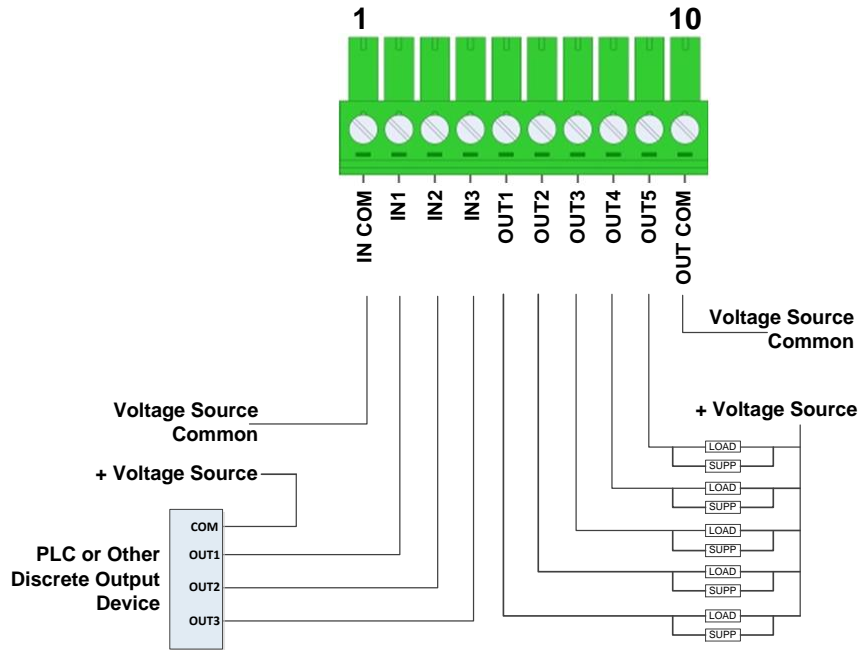 1
10
IN COM
IN1
IN2
IN3
OUT1
OUT2
OUT3
OUT4
OUT5
OUT COM
Voltage Source
Common
Voltage Source
Common
+ Voltage Source
+ Voltage Source
COM
OUT1
OUT2
OUT3
PLC or Other
Discrete Output
Device
LOAD
SUPP
LOAD
SUPP
LOAD
SUPP
LOAD
SUPP
LOAD
SUPP